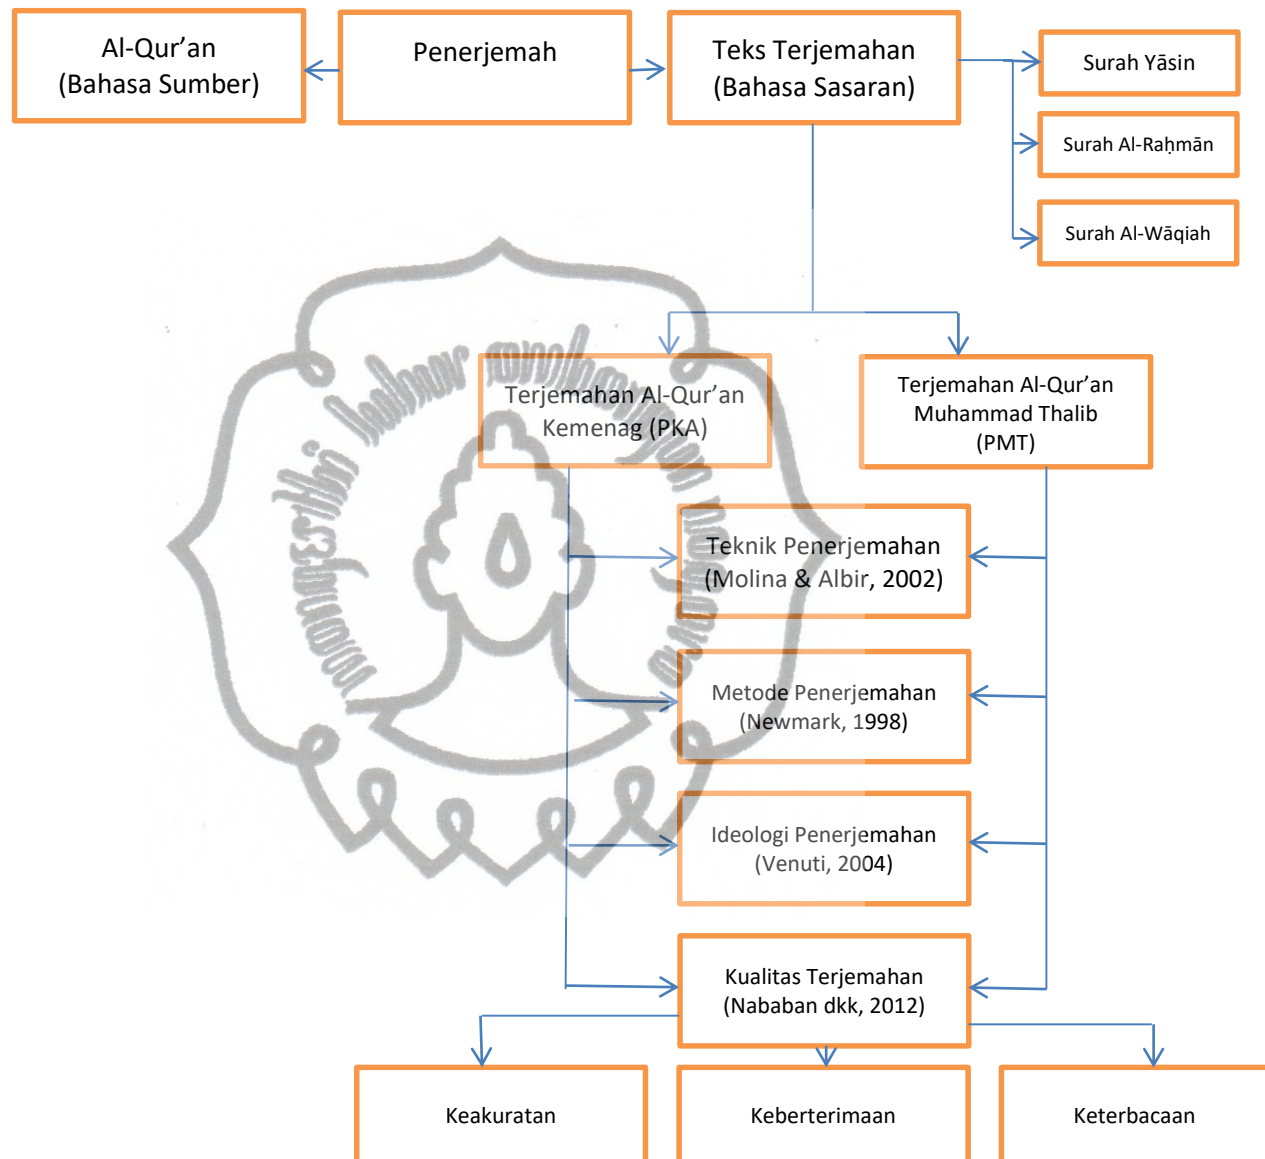 Al-Qur’an
(Bahasa Sumber)
Penerjemah
Teks Terjemahan
(Bahasa Sasaran)
Surah Yāsin
Surah Al-Raḥmān
Surah Al-Wāqiah
Terjemahan Al-Qur’an
Kemenag (PKA)
Terjemahan Al-Qur’an
Muhammad Thalib
(PMT)
Teknik Penerjemahan
(Molina & Albir, 2002)
Metode Penerjemahan
(Newmark, 1998)
Ideologi Penerjemahan
(Venuti, 2004)
Kualitas Terjemahan
(Nababan dkk, 2012)
Keakuratan
Keberterimaan
Keterbacaan